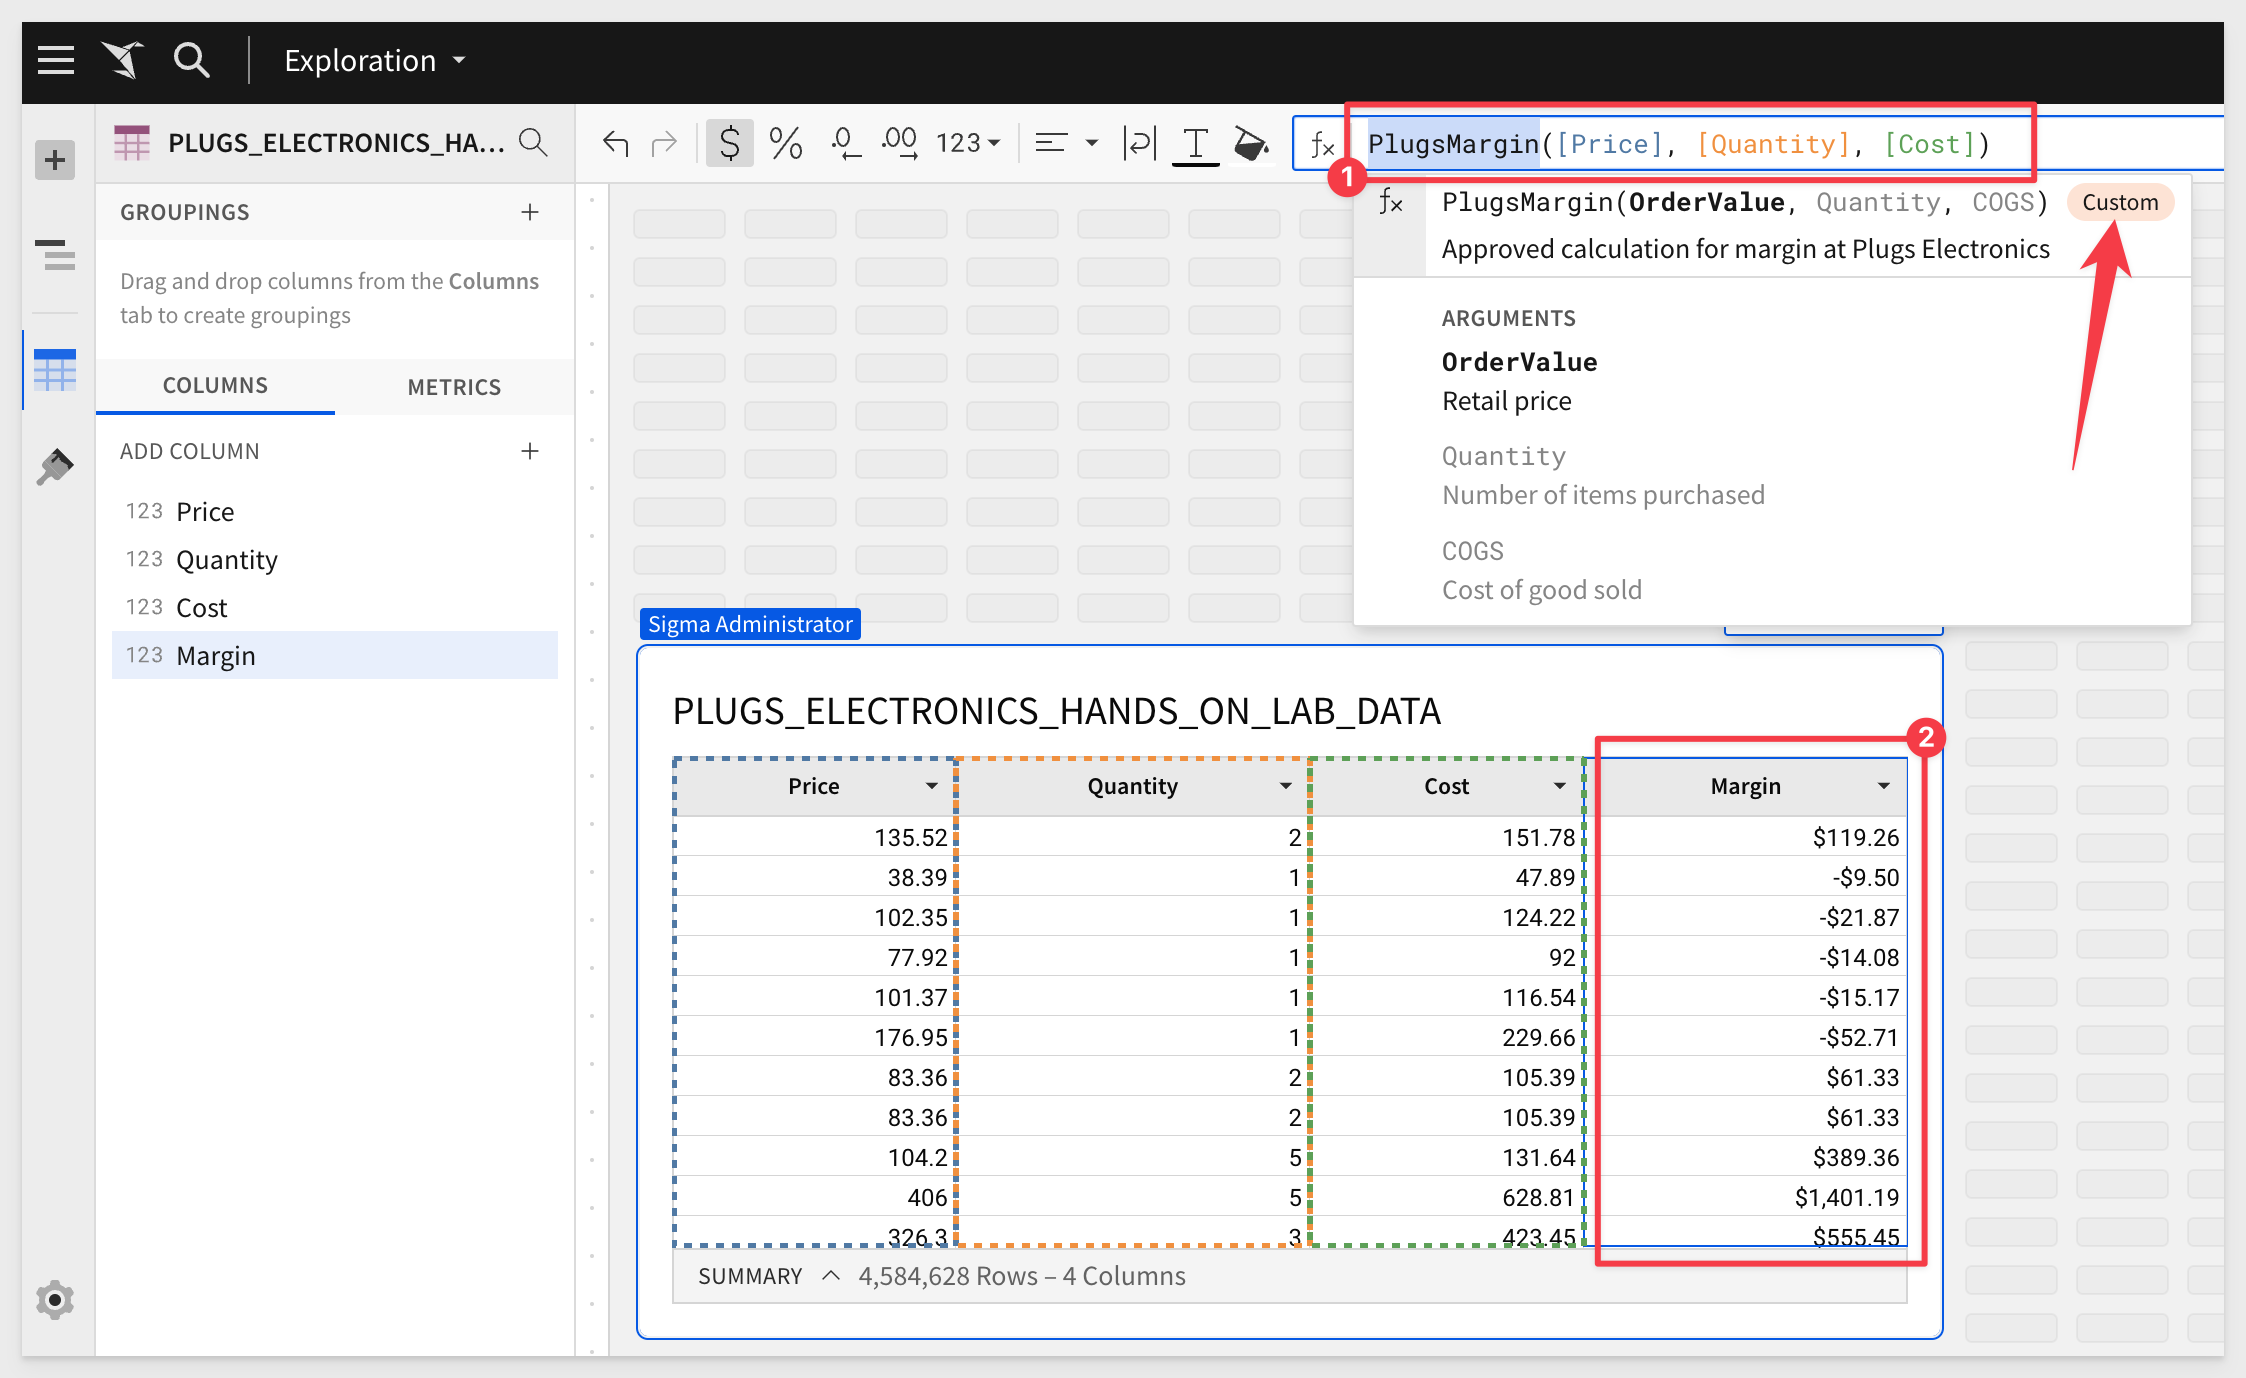 Exploration
PLUGS_ELECTRONICS_HA...
$ % .0 .00 123
fx PlugsMargin([Price], [Quantity], [Cost])
1
fx PlugsMargin(OrderValue, Quantity, COGS) Custom
Approved calculation for margin at Plugs Electronics
ARGUMENTS
OrderValue
Retail price
Quantity
Number of items purchased
COGS
Cost of good sold
GROUPINGS +
Drag and drop columns from the Columns
tab to create groupings
COLUMNS METRICS
ADD COLUMN +
123 Price
123 Quantity
123 Cost
123 Margin
Sigma Administrator
PLUGS_ELECTRONICS_HANDS_ON_LAB_DATA
2
Price Quantity Cost Margin
135.52 2 151.78 $119.26
38.39 1 47.89 -$9.50
102.35 1 124.22 -$21.87
77.92 1 92 -$14.08
101.37 1 116.54 -$15.17
176.95 1 229.66 -$52.71
83.36 2 105.39 $61.33
83.36 2 105.39 $61.33
104.2 5 131.64 $389.36
406 5 628.81 $1,401.19
326.3 3 423.45 $555.45
SUMMARY 4,584,628 Rows – 4 Columns